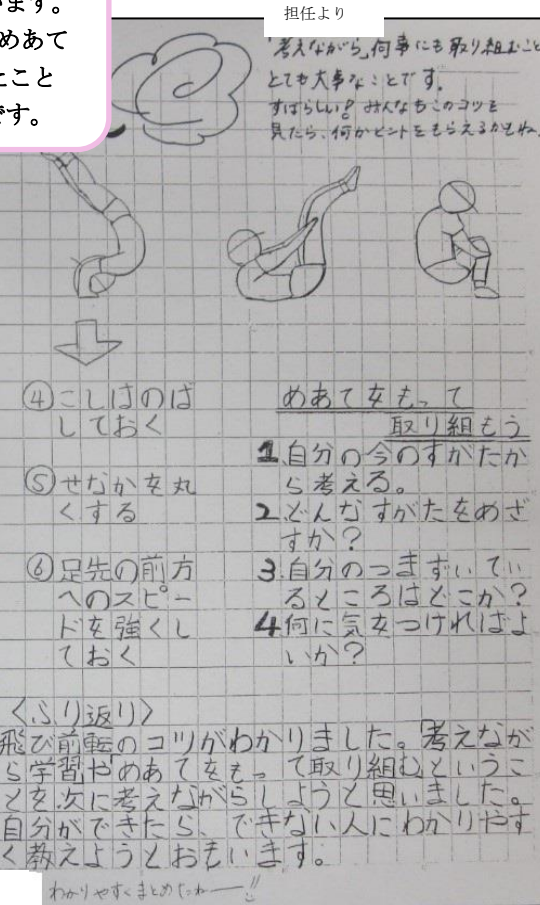 います。
めあて
たこと
です。
担任より
「考えながら」何事にも取り組むこと
とても大事なことです。
すばらしい!みんなもこのコツを
見たら、何かヒントをもらえるかもね。
④こしはのば
しておく
⑤せなかを丸
くする
⑥足先の前方
へのスピー
ドを強くし
ておく
めあてをもって
取り組もう
1.自分の今のすがたか
ら考える。
2.どんなすがたをめざ
すか?
3.自分のつまずいてい
るところはどこか?
4.何に気をつければよ
いか?
〈ふり返り〉
飛び前転のコツがわかりました。「考えなが
ら学習」やめあてをもって取り組むというこ
とを次に考えながらしようと思いました。
自分ができたら、できない人にわかりやす
く教えようとおもいます。
わかりやすくまとめたねー!!